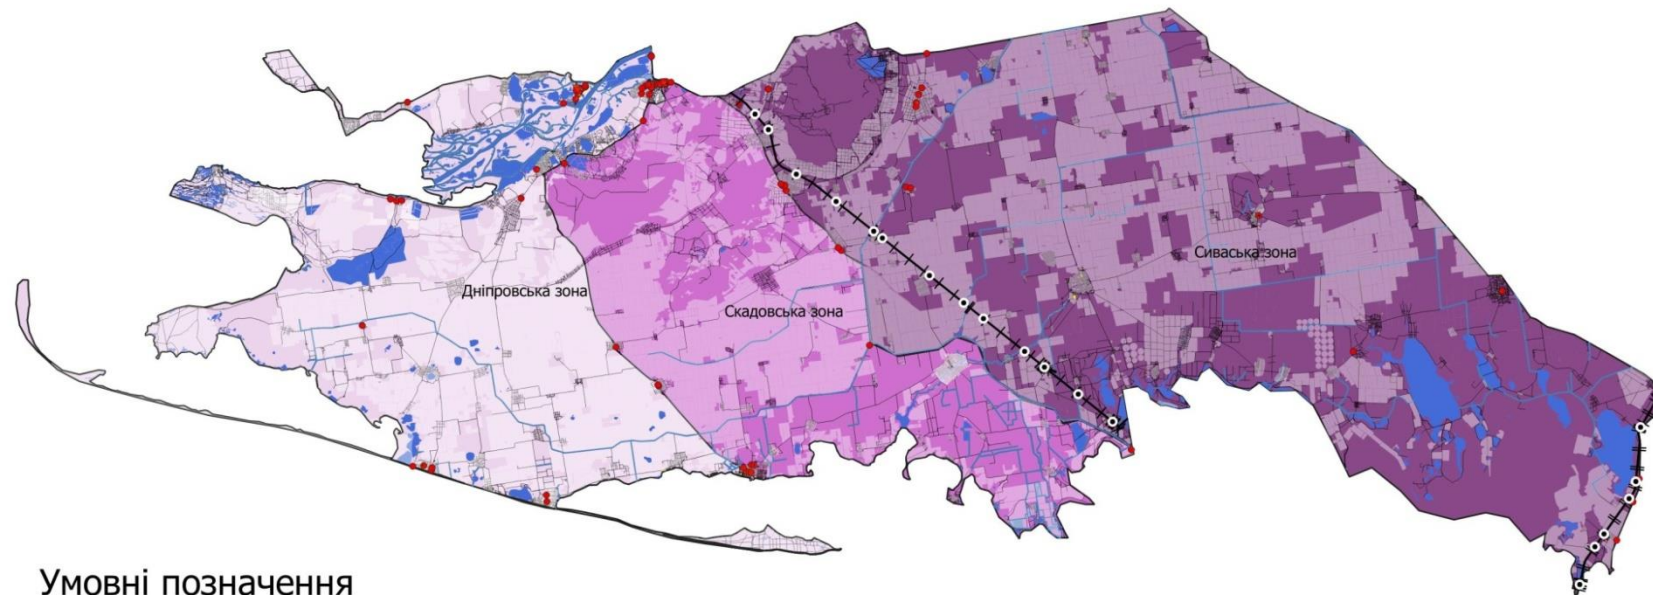 Сиваська зона
Дніпровська зона
Скадовська зона
Умовні позначення